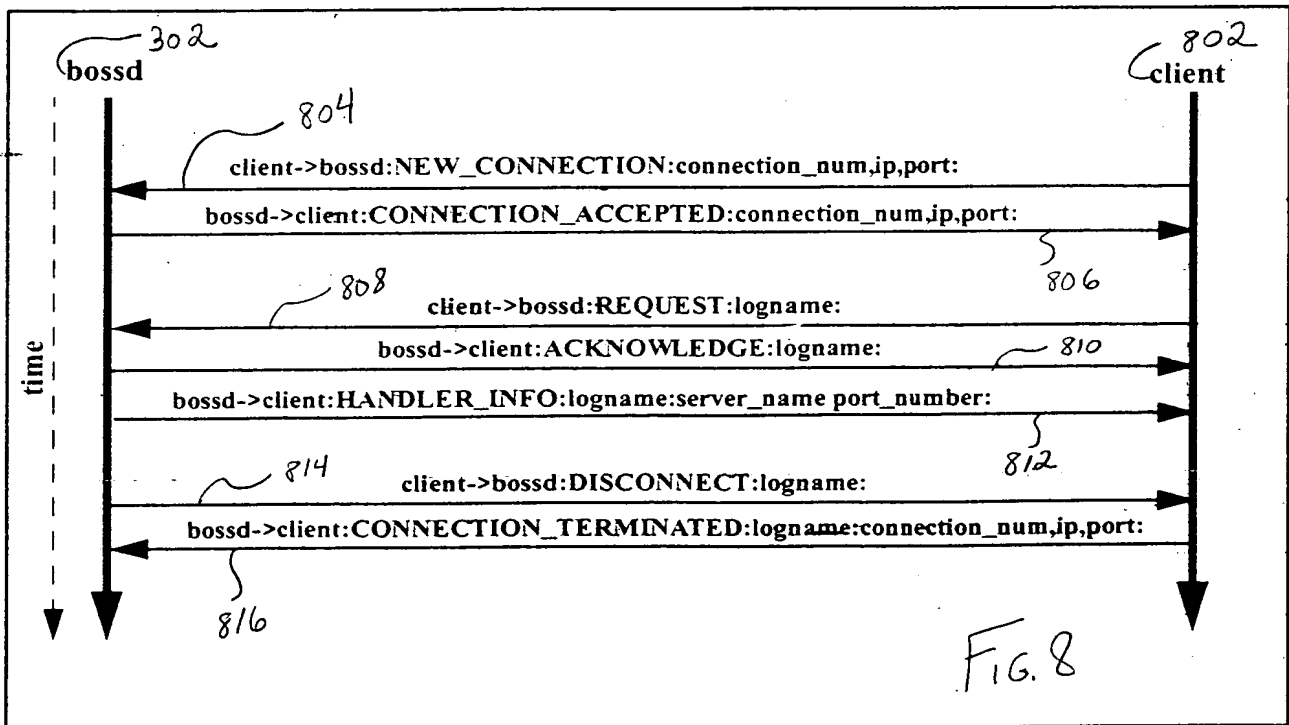 302
802
bossd
client
804
client->bossd:NEW_CONNECTION:connection_num,ip,port:
bossd->client:CONNECTION_ACCEPTED:connection_num,ip,port:
806
808
client->bossd:REQUEST:logname:
bossd->client:ACKNOWLEDGE:logname:
810
time
bossd->client:HANDLER_INFO:logname:server_name port_number:
812
814
client->bossd:DISCONNECT:logname:
bossd->client:CONNECTION_TERMINATED:logname:connection_num,ip,port:
816
FIG. 8